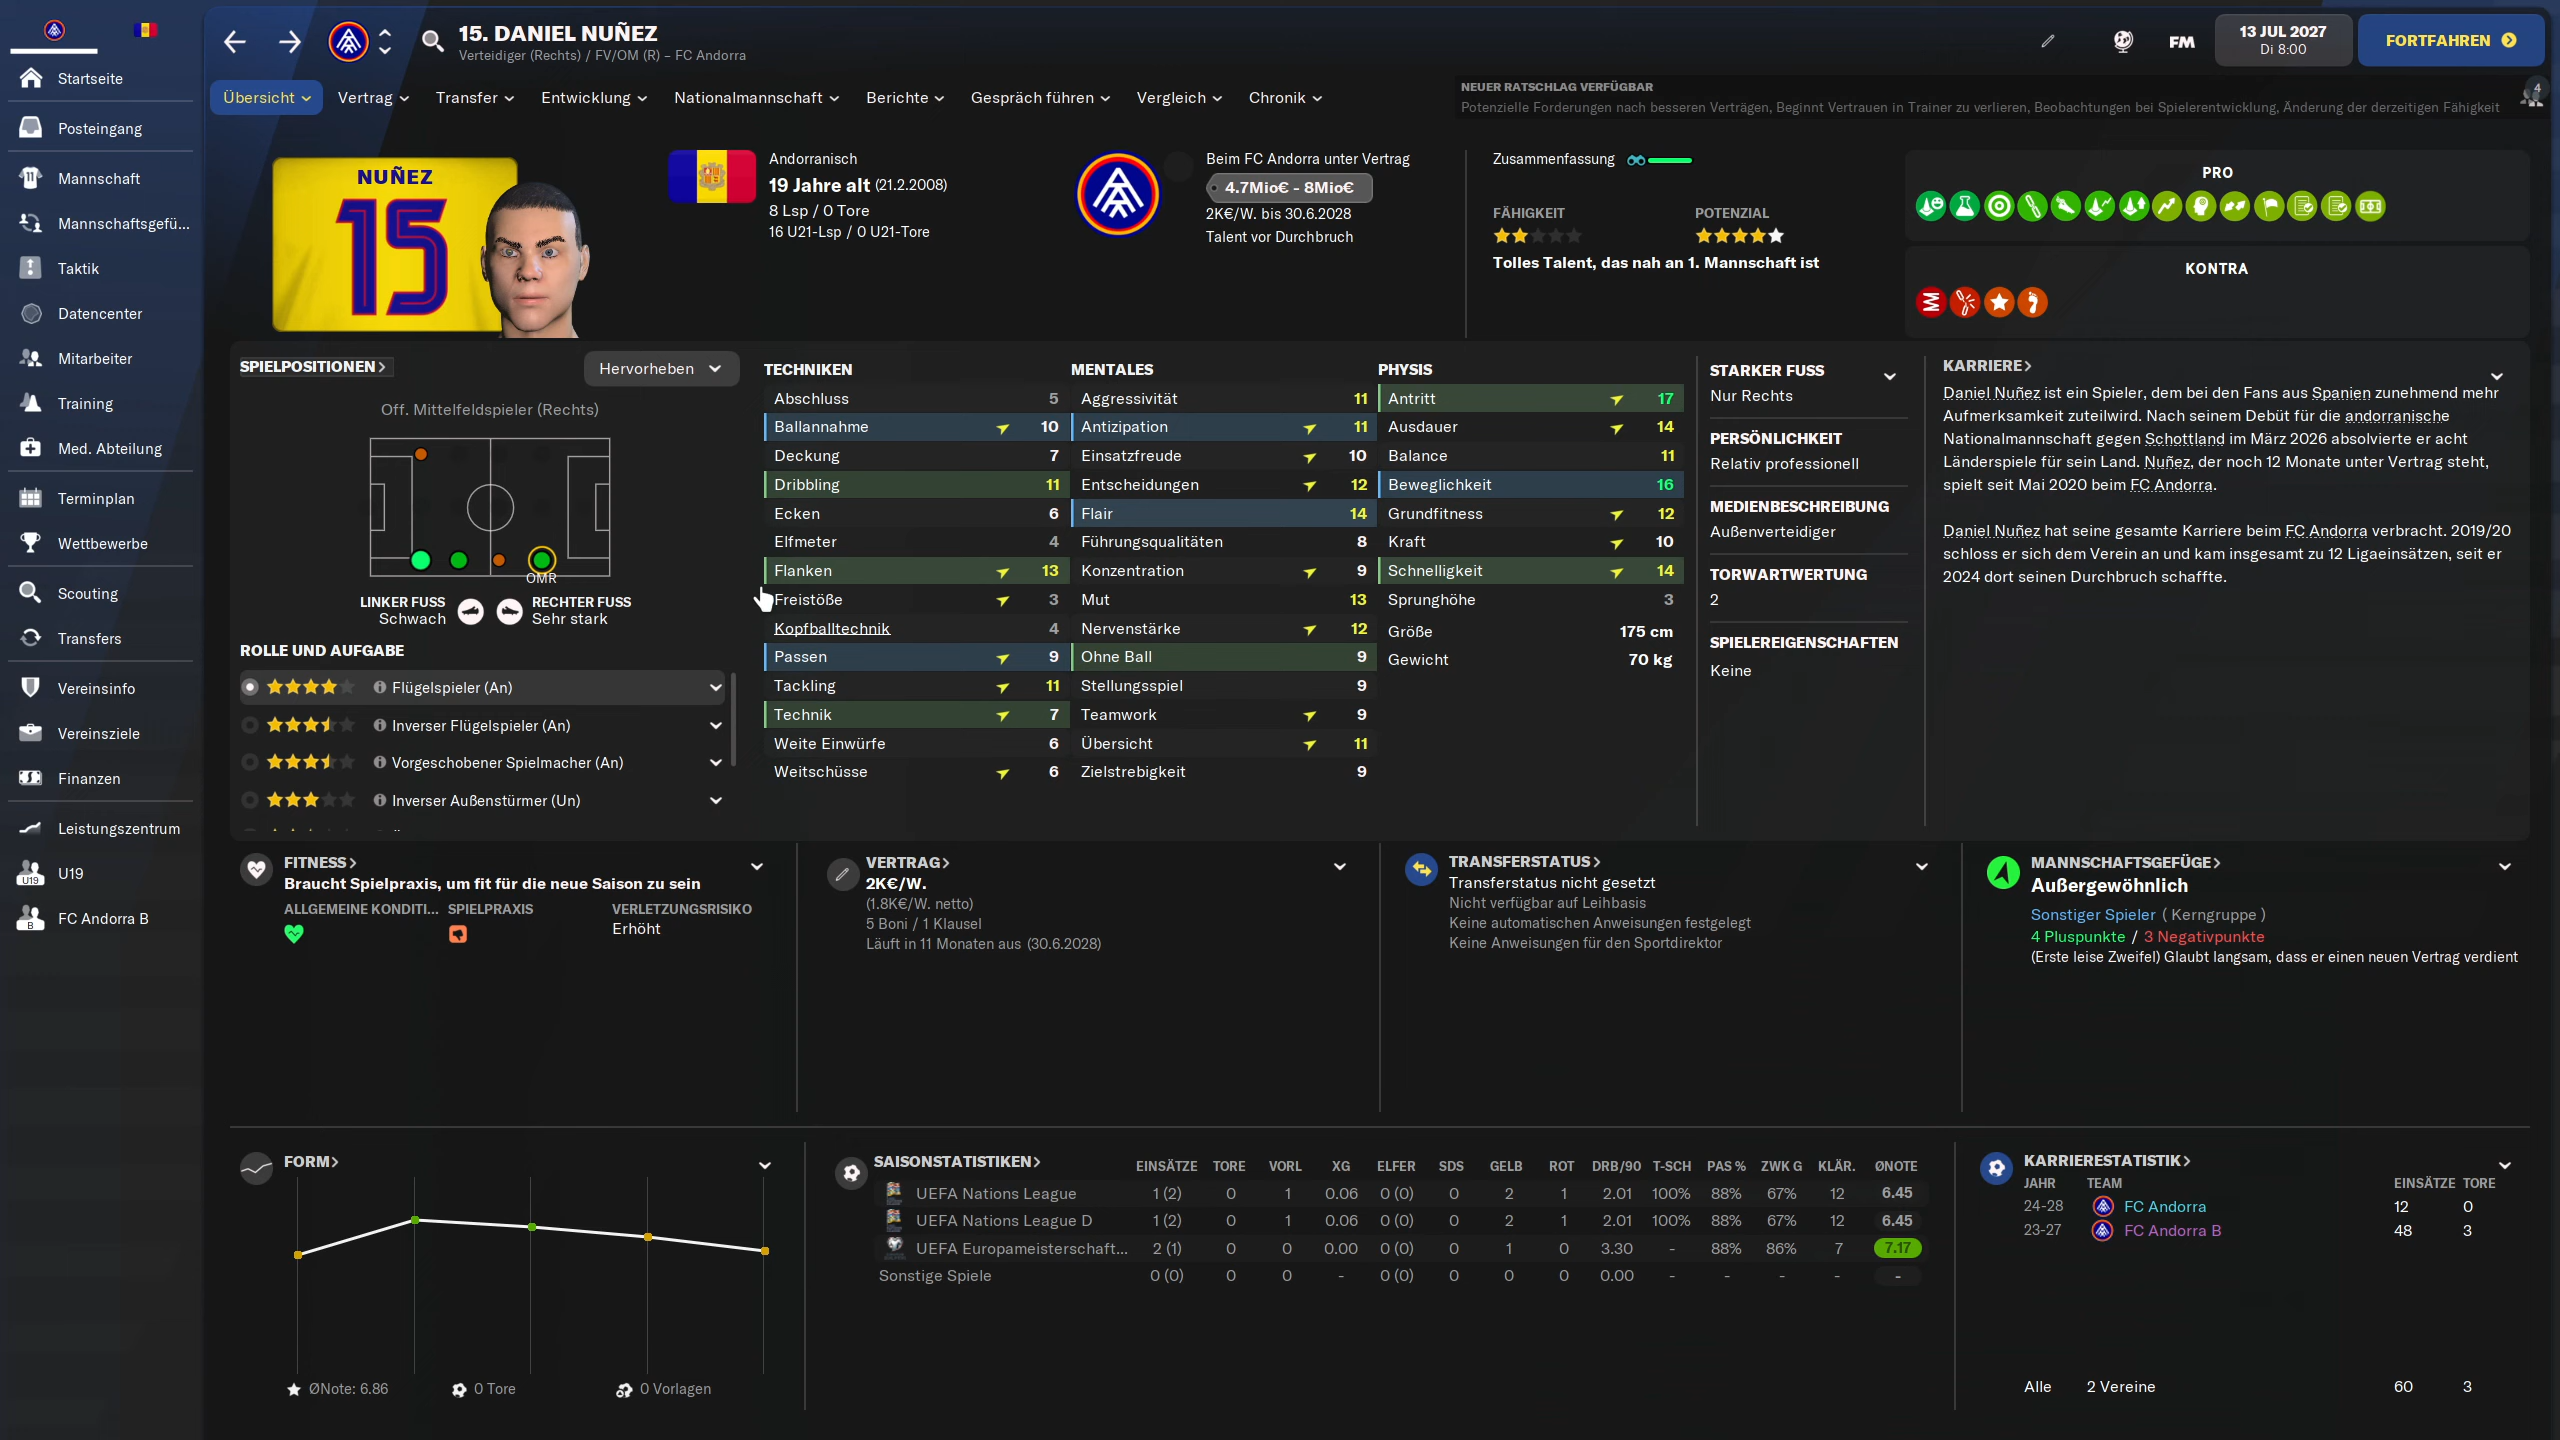 15. DANIEL NUÑEZ
Verteidiger (Rechts) / FV/OM (R) – FC Andorra
FM
13 JUL 2027
Di 8:00
FORTFAHREN
Startseite
Posteingang
Mannschaft
Mannschaftsgefü...
Taktik
Datencenter
Mitarbeiter
Training
Med. Abteilung
Terminplan
Wettbewerbe
Scouting
Transfers
Vereinsinfo
Vereinsziele
Finanzen
Leistungszentrum
U19
U19
B
FC Andorra B
Übersicht Vertrag Transfer Entwicklung Nationalmannschaft Berichte Gespräch führen Vergleich Chronik
NEUER RATSCHLAG VERFÜGBAR
Potenzielle Forderungen nach besseren Verträgen, Beginnt Vertrauen in Trainer zu verlieren, Beobachtungen bei Spielerentwicklung, Änderung der derzeitigen Fähigkeit
4
NUÑEZ
15
Andorranisch
19 Jahre alt (21.2.2008)
8 Lsp / 0 Tore
16 U21-Lsp / 0 U21-Tore
Beim FC Andorra unter Vertrag
4.7Mio€ - 8Mio€
2K€/W. bis 30.6.2028
Talent vor Durchbruch
Zusammenfassung
FÄHIGKEIT POTENZIAL
Tolles Talent, das nah an 1. Mannschaft ist
PRO
KONTRA
SPIELPOSITIONEN
Hervorheben
Off. Mittelfeldspieler (Rechts)
OMR
LINKER FUSS
Schwach
RECHTER FUSS
Sehr stark
ROLLE UND AUFGABE
Flügelspieler (An)
Inverser Flügelspieler (An)
Vorgeschobener Spielmacher (An)
Inverser Außenstürmer (Un)
TECHNIKEN
Abschluss 5
Ballannahme 10
Deckung 7
Dribbling 11
Ecken 6
Elfmeter 4
Flanken 13
Freistöße 3
Kopfballtechnik 4
Passen 9
Tackling 11
Technik 7
Weite Einwürfe 6
Weitschüsse 6
MENTALES
Aggressivität 11
Antizipation 11
Einsatzfreude 10
Entscheidungen 12
Flair 14
Führungsqualitäten 8
Konzentration 9
Mut 13
Nervenstärke 12
Ohne Ball 9
Stellungsspiel 9
Teamwork 9
Übersicht 11
Zielstrebigkeit 9
PHYSIS
Antritt 17
Ausdauer 14
Balance 11
Beweglichkeit 16
Grundfitness 12
Kraft 10
Schnelligkeit 14
Sprunghöhe 3
Größe 175 cm
Gewicht 70 kg
STARKER FUSS
Nur Rechts
PERSÖNLICHKEIT
Relativ professionell
MEDIENBESCHREIBUNG
Außenverteidiger
TORWARTWERTUNG
2
SPIELEREIGENSCHAFTEN
Keine
KARRIERE
Daniel Nuñez ist ein Spieler, dem bei den Fans aus Spanien zunehmend mehr
Aufmerksamkeit zuteilwird. Nach seinem Debüt für die andorranische
Nationalmannschaft gegen Schottland im März 2026 absolvierte er acht
Länderspiele für sein Land. Nuñez, der noch 12 Monate unter Vertrag steht,
spielt seit Mai 2020 beim FC Andorra.
Daniel Nuñez hat seine gesamte Karriere beim FC Andorra verbracht. 2019/20
schloss er sich dem Verein an und kam insgesamt zu 12 Ligaeinsätzen, seit er
2024 dort seinen Durchbruch schaffte.
FITNESS
Braucht Spielpraxis, um fit für die neue Saison zu sein
ALLGEMEINE KONDITI... SPIELPRAXIS VERLETZUNGSRISIKO
Erhöht
VERTRAG
2K€/W.
(1.8K€/W. netto)
5 Boni / 1 Klausel
Läuft in 11 Monaten aus (30.6.2028)
TRANSFERSTATUS
Transferstatus nicht gesetzt
Nicht verfügbar auf Leihbasis
Keine automatischen Anweisungen festgelegt
Keine Anweisungen für den Sportdirektor
MANNSCHAFTSGEFÜGE
Außergewöhnlich
Sonstiger Spieler ( Kerngruppe )
4 Pluspunkte / 3 Negativpunkte
(Erste leise Zweifel) Glaubt langsam, dass er einen neuen Vertrag verdient
FORM
ØNote: 6.86 0 Tore 0 Vorlagen
SAISONSTATISTIKEN EINSÄTZE TORE VORL XG ELFER SDS GELB ROT DRB/90 T-SCH PAS % ZWK G KLÄR. ØNOTE
UEFA Nations League 1 (2) 0 1 0.06 0 (0) 0 2 1 2.01 100% 88% 67% 12 6.45
UEFA Nations League D 1 (2) 0 1 0.06 0 (0) 0 2 1 2.01 100% 88% 67% 12 6.45
UEFA Europameisterschaft... 2 (1) 0 0 0.00 0 (0) 0 1 0 3.30 - 88% 86% 7 7.17
Sonstige Spiele 0 (0) 0 0 - 0 (0) 0 0 0 0.00 - - - - -
KARRIERESTATISTIK
JAHR TEAM EINSÄTZE TORE
24-28 FC Andorra 12 0
23-27 FC Andorra B 48 3
Alle 2 Vereine 60 3